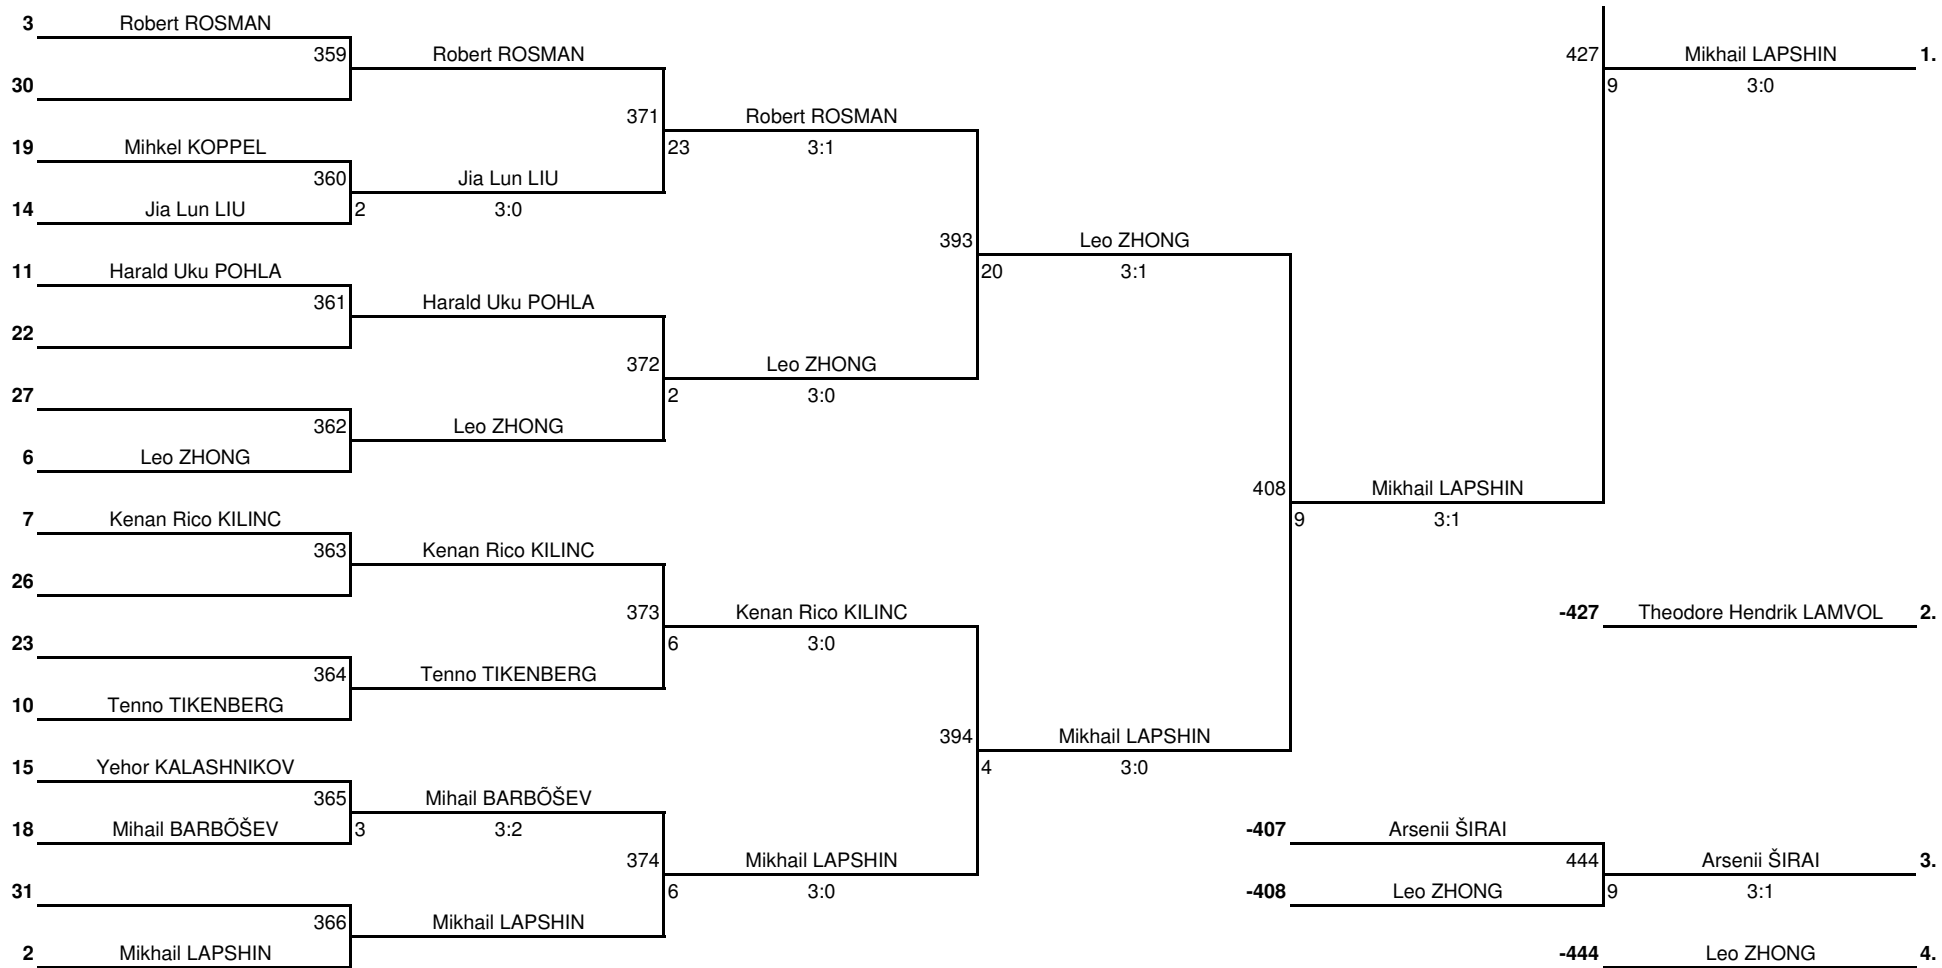 3 Robert ROSMAN
359 Robert ROSMAN 427 Mikhail LAPSHIN 1.
30 9 3:0
371 Robert ROSMAN
19 Mihkel KOPPEL 23 3:1
360 Jia Lun LIU
14 Jia Lun LIU 2 3:0
393 Leo ZHONG
11 Harald Uku POHLA 20 3:1
361 Harald Uku POHLA
22
372 Leo ZHONG
27 2 3:0
362 Leo ZHONG
6 Leo ZHONG
408 Mikhail LAPSHIN
7 Kenan Rico KILINC 9 3:1
363 Kenan Rico KILINC
26
373 Kenan Rico KILINC -427 Theodore Hendrik LAMVOL 2.
23 6 3:0
364 Tenno TIKENBERG
10 Tenno TIKENBERG
394 Mikhail LAPSHIN
15 Yehor KALASHNIKOV 4 3:0
365 Mihail BARBÕŠEV
18 Mihail BARBÕŠEV 3 3:2 -407 Arsenii ŠIRAI
374 Mikhail LAPSHIN 444 Arsenii ŠIRAI 3.
31 6 3:0 -408 Leo ZHONG 9 3:1
366 Mikhail LAPSHIN
2 Mikhail LAPSHIN -444 Leo ZHONG 4.